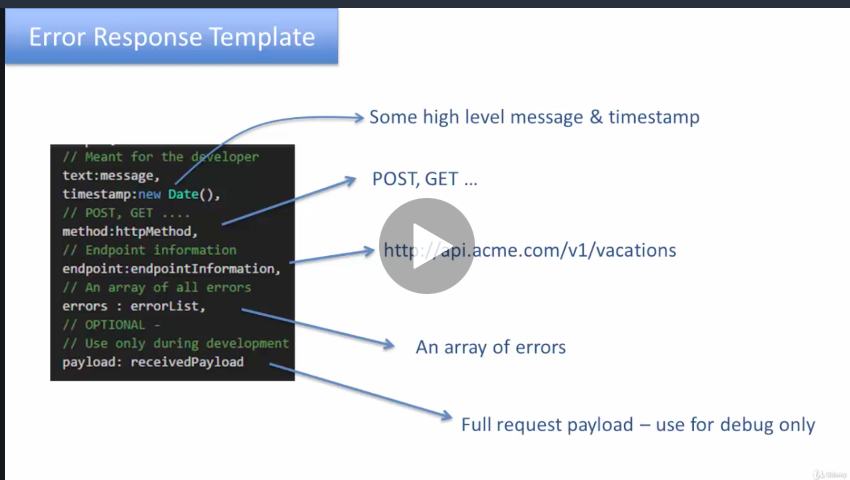 Error Response Template
Some high level message & timestamp
// Meant for the developer
text:message,
timestamp:new Date(),
// POST, GET ....
method:httpMethod,
// Endpoint information
endpoint:endpointInformation,
// An array of all errors
errors : errorList,
// OPTIONAL -
// Use only during development
payload: receivedPayload
POST, GET ...
http://api.acme.com/v1/vacations
An array of errors
Full request payload – use for debug only
Udemy